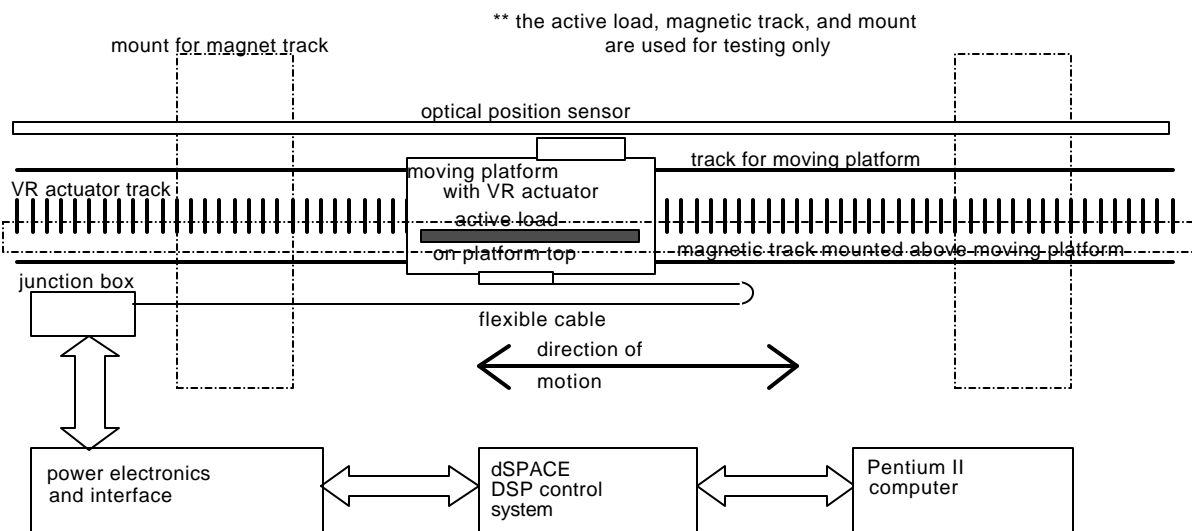 ** the active load, magnetic track, and mount
are used for testing only
mount for magnet track
optical position sensor
track for moving platform
moving platform
with VR actuator
VR actuator track
active load
on platform top
magnetic track mounted above moving platform
junction box
flexible cable
direction of
motion
power electronics
and interface
dSPACE
DSP control
system
Pentium II
computer